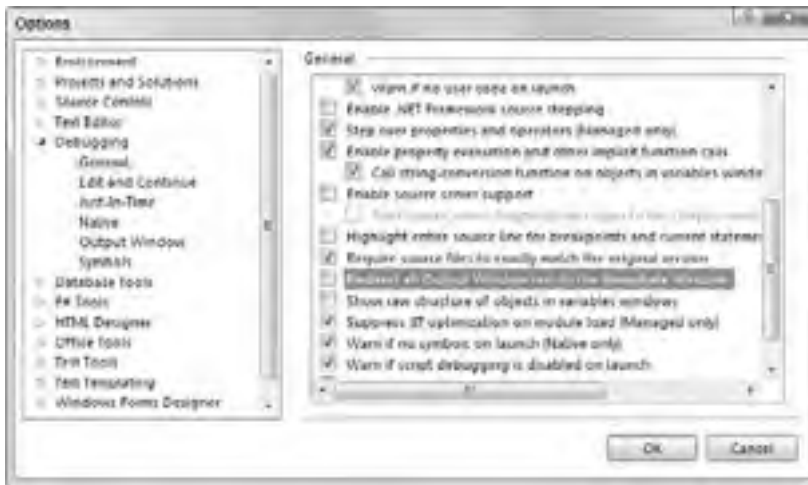 Options
Environment
Projects and Solutions
Source Control
Text Editor
Debugging
General
Edit and Continue
Just-In-Time
Native
Output Window
Symbols
Database Tools
F# Tools
HTML Designer
Office Tools
Test Tools
Text Templating
Windows Forms Designer
General
Warn if no user code on launch
Enable .NET Framework source stepping
Step over properties and operators (Managed only)
Enable property evaluation and other implicit function calls
Call string-conversion function on objects in variables windo
Enable source server support
Highlight entire source line for breakpoints and current stateme
Require source files to exactly match the original version
Redirect all Output Window text to the Immediate Window
Show raw structure of objects in variables windows
Suppress JIT optimization on module load (Managed only)
Warn if no symbols on launch (Native only)
Warn if script debugging is disabled on launch
OK
Cancel